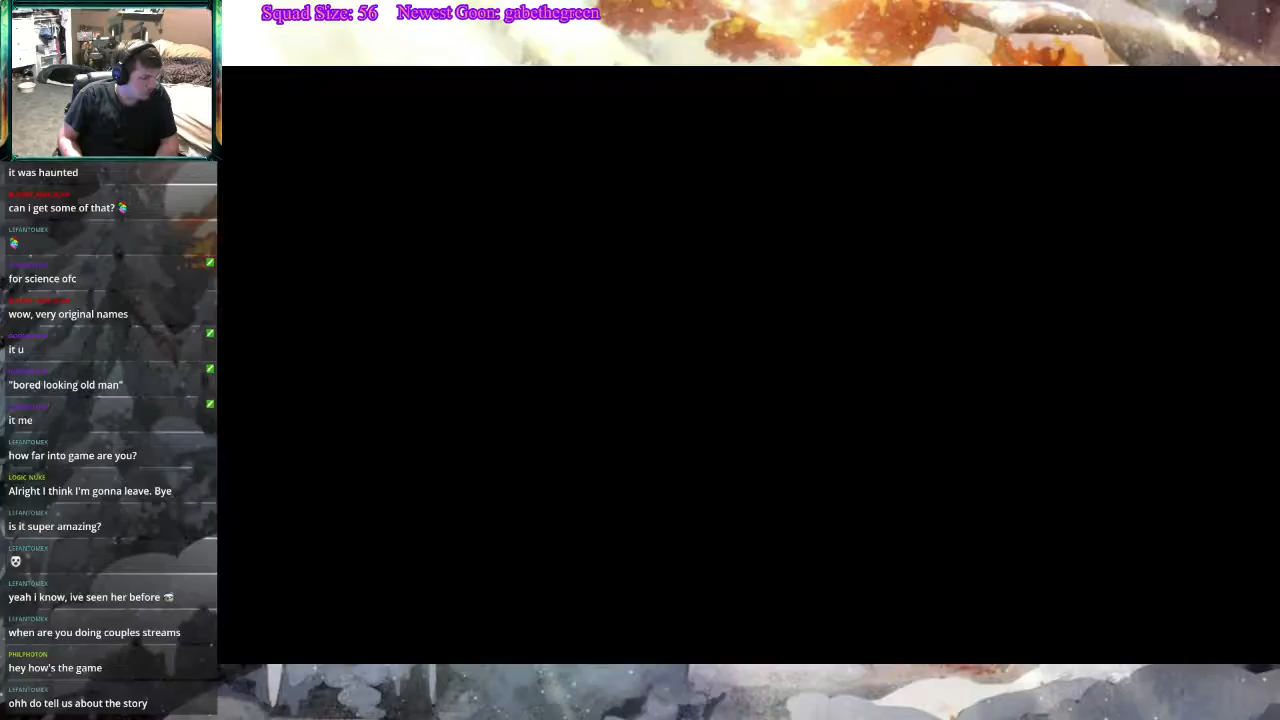 Squad Size: 56 Newest Goon: gabethegreen
it was haunted
can i get some of that?
LEFANTOMEX
for science ofc
wow, very original names
it u
"bored looking old man"
it me
LEFANTOMEX
how far into game are you?
LOGIC NUKE
Alright I think I'm gonna leave. Bye
LEFANTOMEX
is it super amazing?
LEFANTOMEX
LEFANTOMEX
yeah i know, ive seen her before
LEFANTOMEX
when are you doing couples streams
PHILPHOTON
hey how's the game
LEFANTOMEX
ohh do tell us about the story